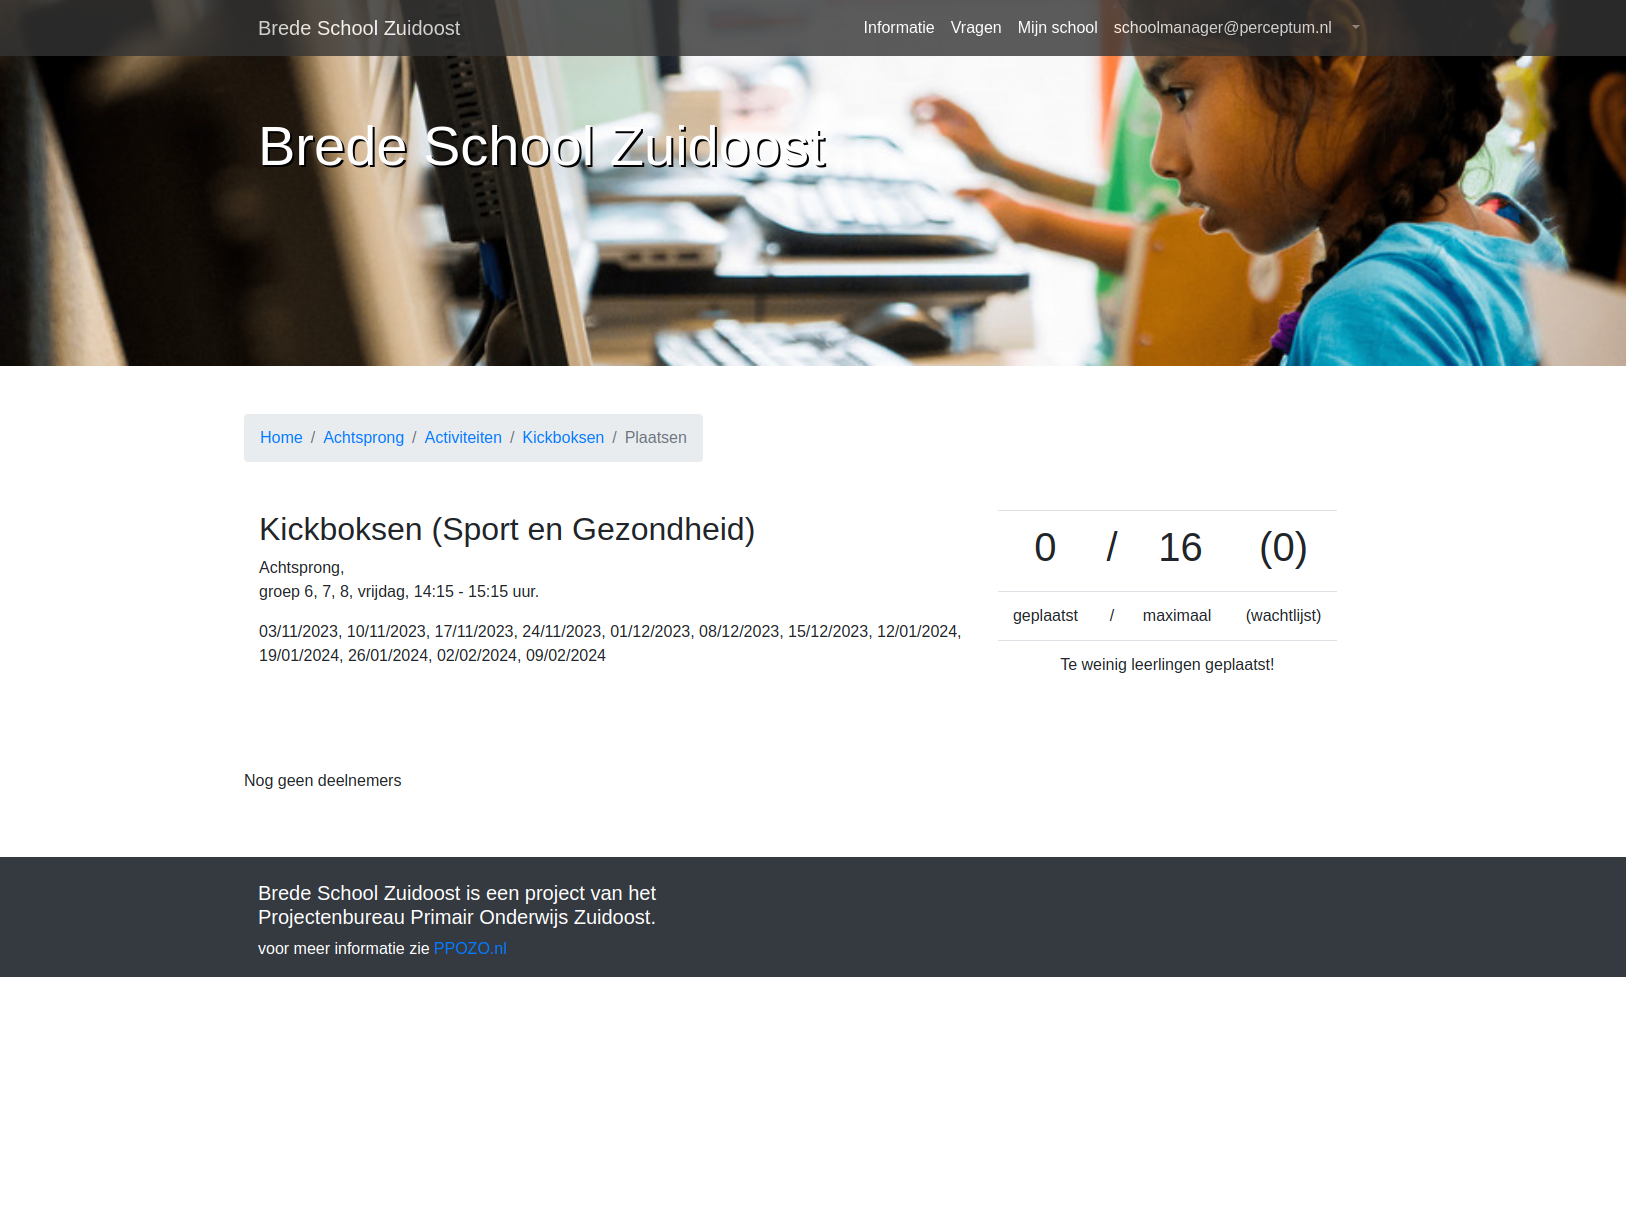 Brede School Zuidoost
Informatie Vragen Mijn school schoolmanager@perceptum.nl
Brede School Zuidoost
Home / Achtsprong / Activiteiten / Kickboksen / Plaatsen
Kickboksen (Sport en Gezondheid)
Achtsprong,
groep 6, 7, 8, vrijdag, 14:15 - 15:15 uur.
03/11/2023, 10/11/2023, 17/11/2023, 24/11/2023, 01/12/2023, 08/12/2023, 15/12/2023, 12/01/2024,
19/01/2024, 26/01/2024, 02/02/2024, 09/02/2024
0 / 16 (0)
geplaatst / maximaal (wachtlijst)
Te weinig leerlingen geplaatst!
Nog geen deelnemers
Brede School Zuidoost is een project van het
Projectenbureau Primair Onderwijs Zuidoost.
voor meer informatie zie PPOZO.nl